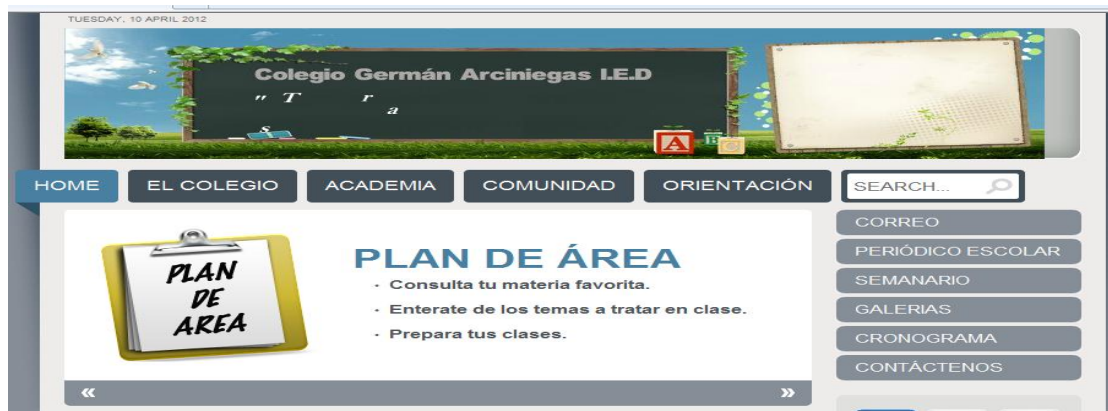 TUESDAY, 10 APRIL 2012
Colegio Germán Arciniegas I.E.D
" T r
a
s
A B C
HOME EL COLEGIO ACADEMIA COMUNIDAD ORIENTACIÓN SEARCH...
PLAN
DE
AREA
PLAN DE ÁREA
· Consulta tu materia favorita.
· Enterate de los temas a tratar en clase.
· Prepara tus clases.
« »
CORREO
PERIÓDICO ESCOLAR
SEMANARIO
GALERIAS
CRONOGRAMA
CONTÁCTENOS